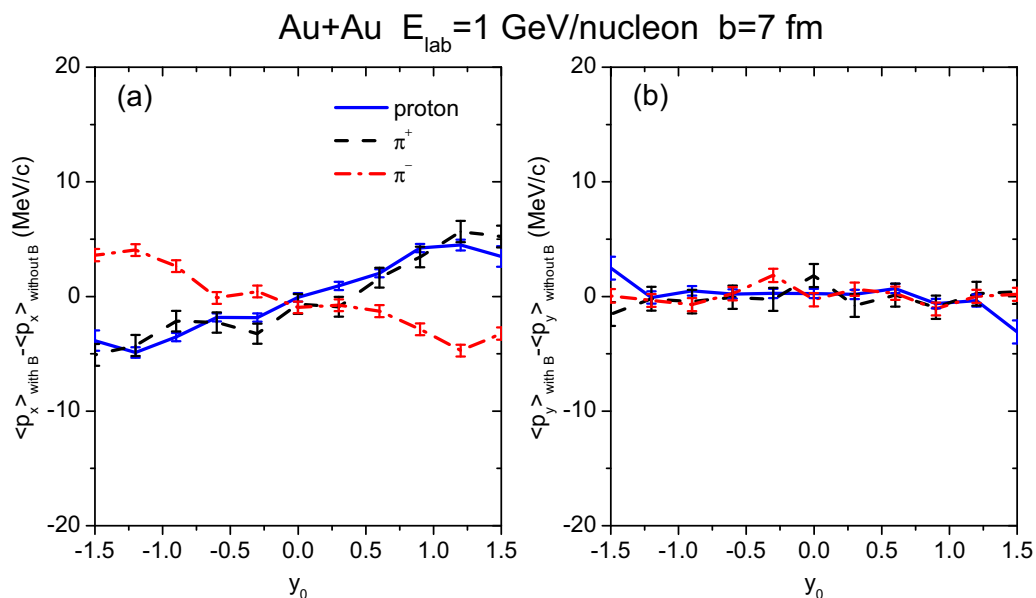 Au+Au E_lab=1 GeV/nucleon b=7 fm
(a)
proton
π⁺
π⁻
<p_x>_with B-<p_x>_without B (MeV/c)
20
10
0
-10
-20
-1.5 -1.0 -0.5 0.0 0.5 1.0 1.5
y_0
(b)
<p_y>_with B-<p_y>_without B (MeV/c)
20
10
0
-10
-20
-1.5 -1.0 -0.5 0.0 0.5 1.0 1.5
y_0